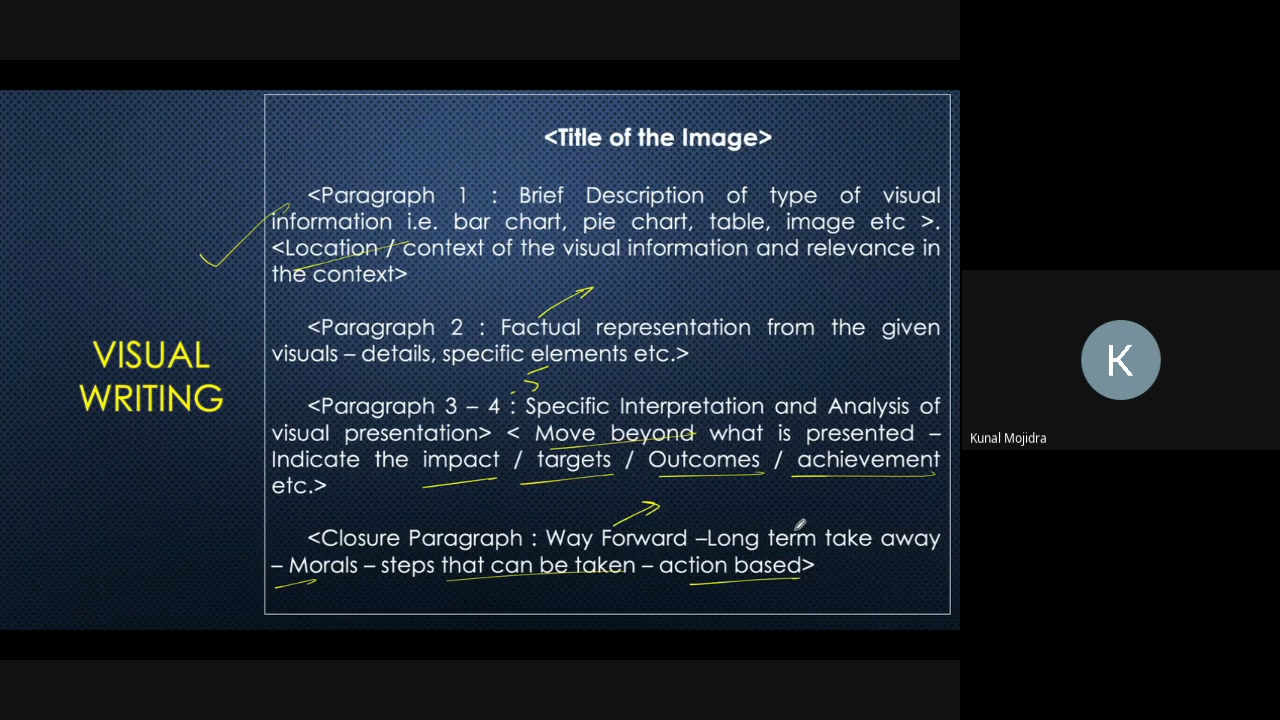 <Title of the Image>
<Paragraph 1 : Brief Description of type of visual
information i.e. bar chart, pie chart, table, image etc >.
<Location / context of the visual information and relevance in
the context>
<Paragraph 2 : Factual representation from the given
visuals – details, specific elements etc.>
<Paragraph 3 – 4 : Specific Interpretation and Analysis of
visual presentation> < Move beyond what is presented –
Indicate the impact / targets / Outcomes / achievement
etc.>
<Closure Paragraph : Way Forward –Long term take away
– Morals – steps that can be taken – action based>
VISUAL
WRITING
K
Kunal Mojidra